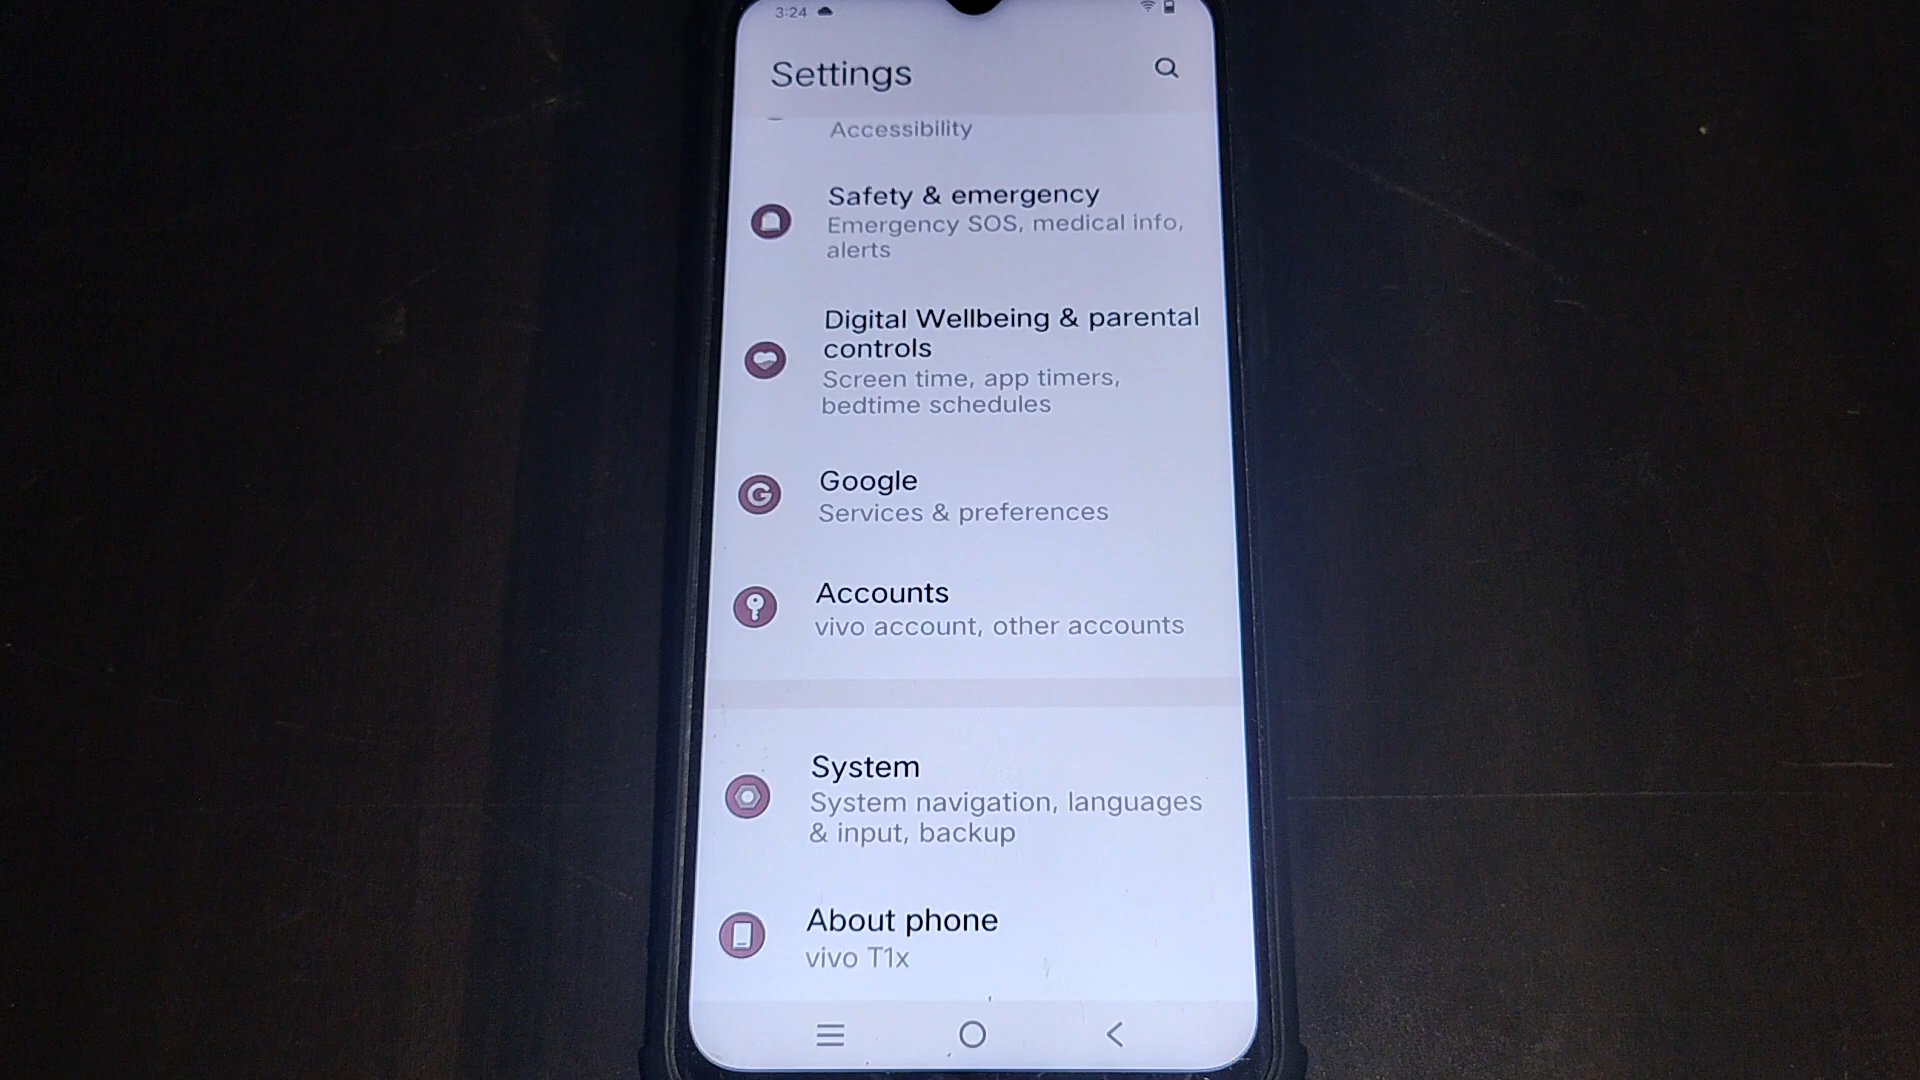 3:24
Settings
Accessibility
Safety & emergency
Emergency SOS, medical info,
alerts
Digital Wellbeing & parental
controls
Screen time, app timers,
bedtime schedules
Google
Services & preferences
Accounts
vivo account, other accounts
System
System navigation, languages
& input, backup
About phone
vivo T1x